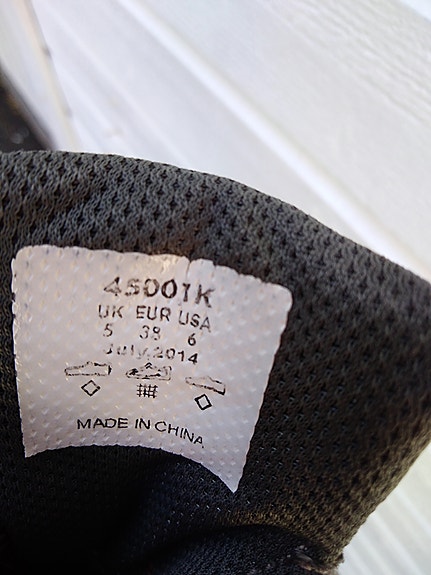 45001K
UK EUR USA
5 38 6
July,2014
MADE IN CHINA